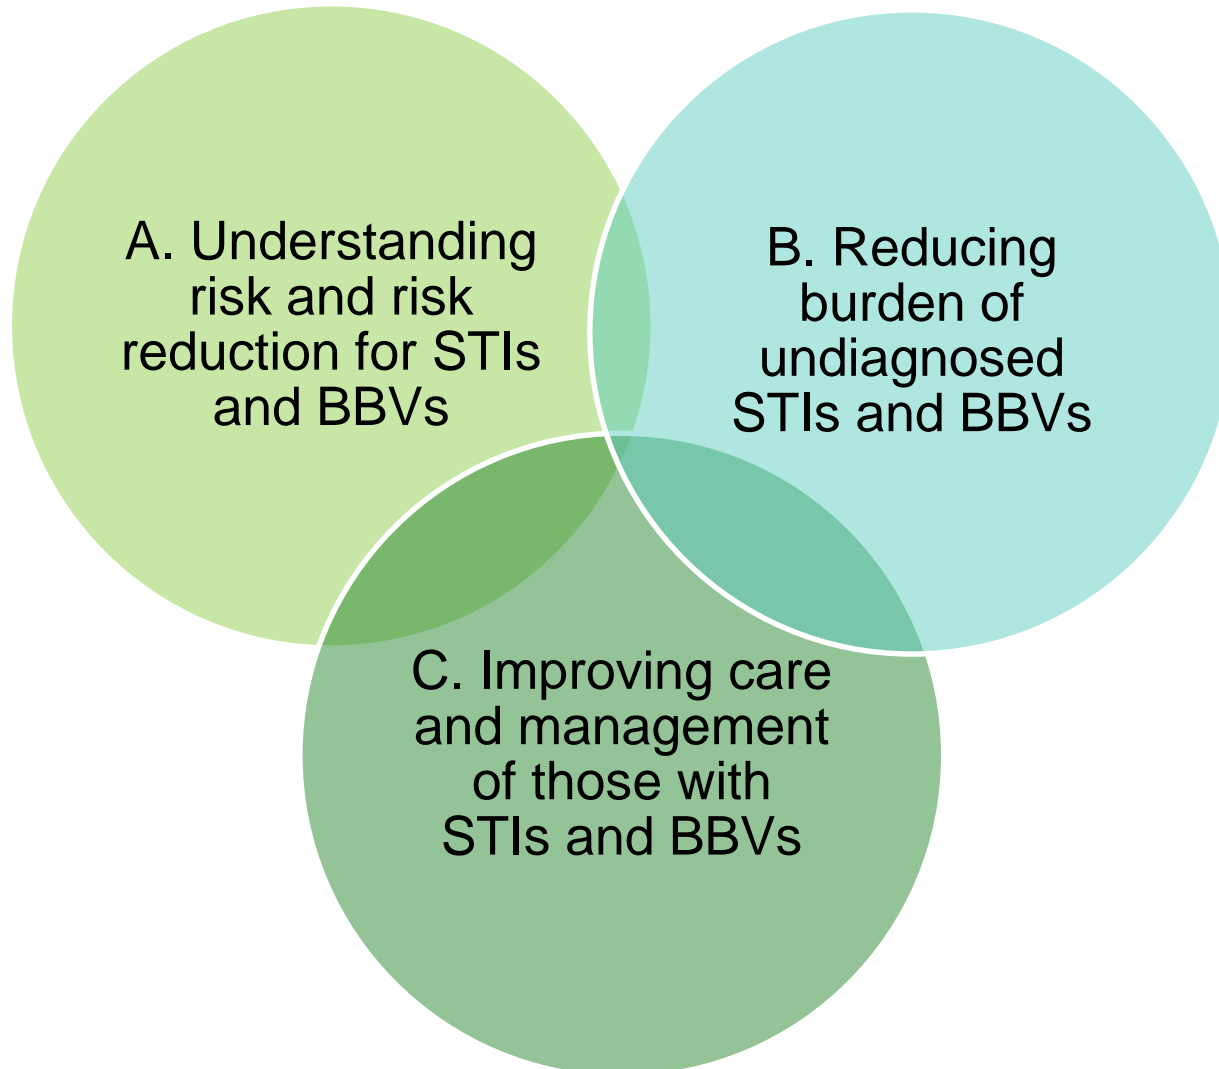 A. Understanding
risk and risk
reduction for STIs
and BBVs
B. Reducing
burden of
undiagnosed
STIs and BBVs
C. Improving care
and management
of those with
STIs and BBVs